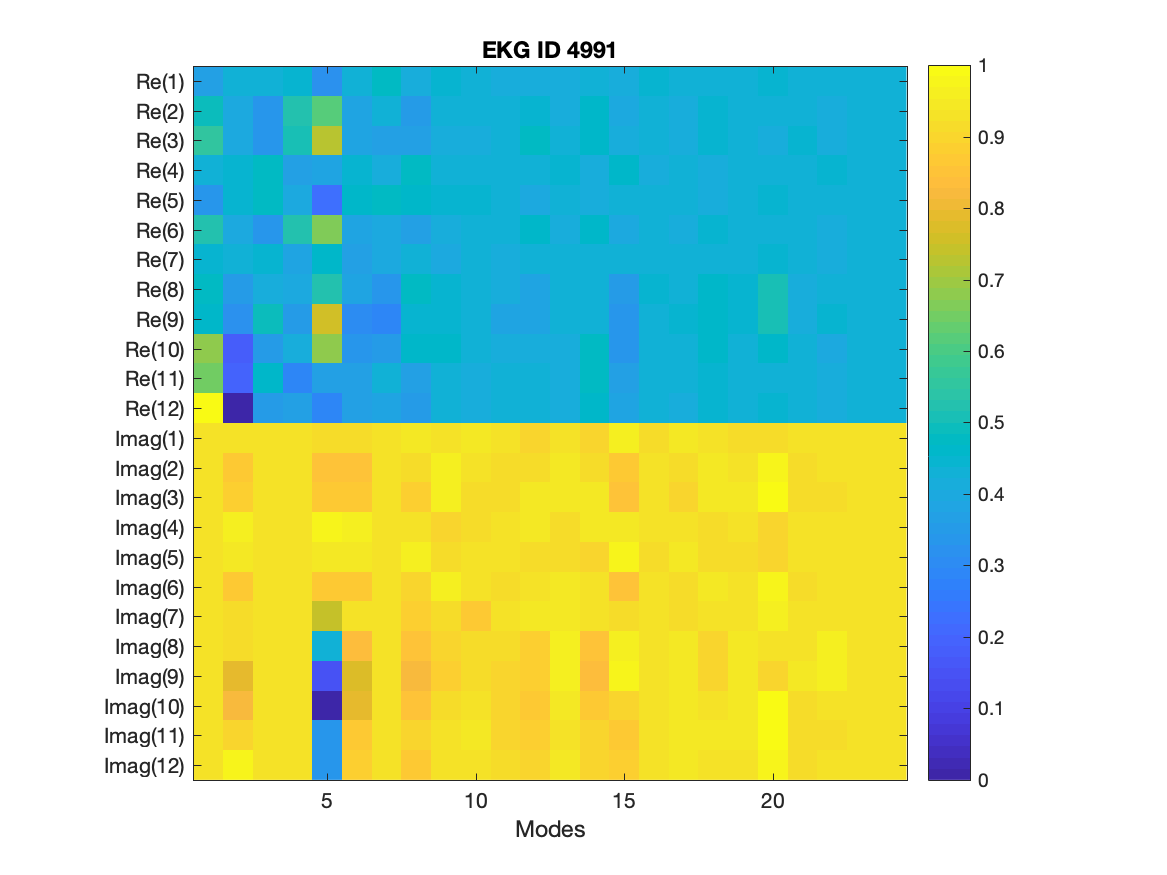 EKG ID 4991
Re(1)
Re(2)
Re(3)
Re(4)
Re(5)
Re(6)
Re(7)
Re(8)
Re(9)
Re(10)
Re(11)
Re(12)
Imag(1)
Imag(2)
Imag(3)
Imag(4)
Imag(5)
Imag(6)
Imag(7)
Imag(8)
Imag(9)
Imag(10)
Imag(11)
Imag(12)
5 10 15 20
Modes
1
0.9
0.8
0.7
0.6
0.5
0.4
0.3
0.2
0.1
0